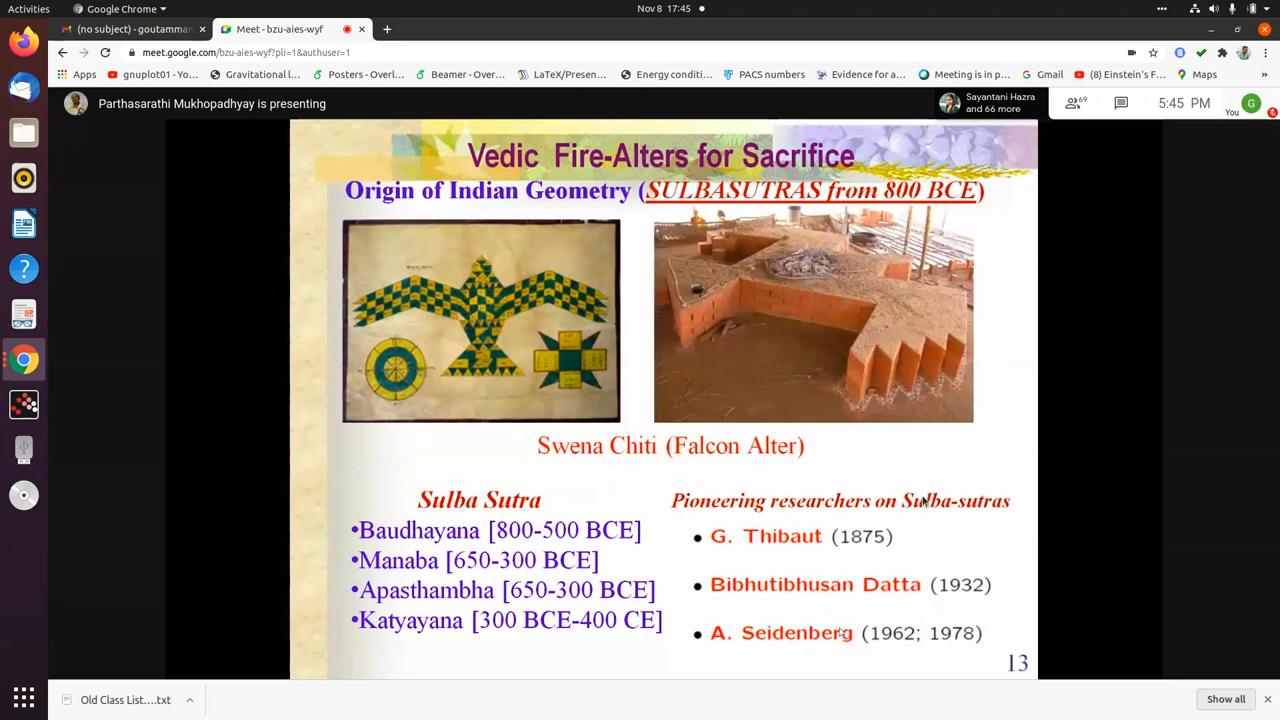 Activities
Google Chrome
Nov 8 17:45
(no subject) - goutamman
Meet - bzu-aies-wyf
meet.google.com/bzu-aies-wyf?pli=1&authuser=1
Apps
gnuplot01 - Yo...
Gravitational l...
Posters - Overl...
Beamer - Over...
LaTeX/Presen...
Energy conditi...
PACS numbers
Evidence for a...
Meeting is in p...
Gmail
(8) Einstein's F...
Maps
Parthasarathi Mukhopadhyay is presenting
Sayantani Hazra
and 66 more
69
5:45 PM
You
G
Vedic Fire-Alters for Sacrifice
Origin of Indian Geometry (SULBASUTRAS from 800 BCE)
Swena Chiti (Falcon Alter)
Sulba Sutra
•Baudhayana [800-500 BCE]
•Manaba [650-300 BCE]
•Apasthambha [650-300 BCE]
•Katyayana [300 BCE-400 CE]
Pioneering researchers on Sulba-sutras
• G. Thibaut (1875)
• Bibhutibhusan Datta (1932)
• A. Seidenberg (1962; 1978)
13
Old Class List....txt
Show all